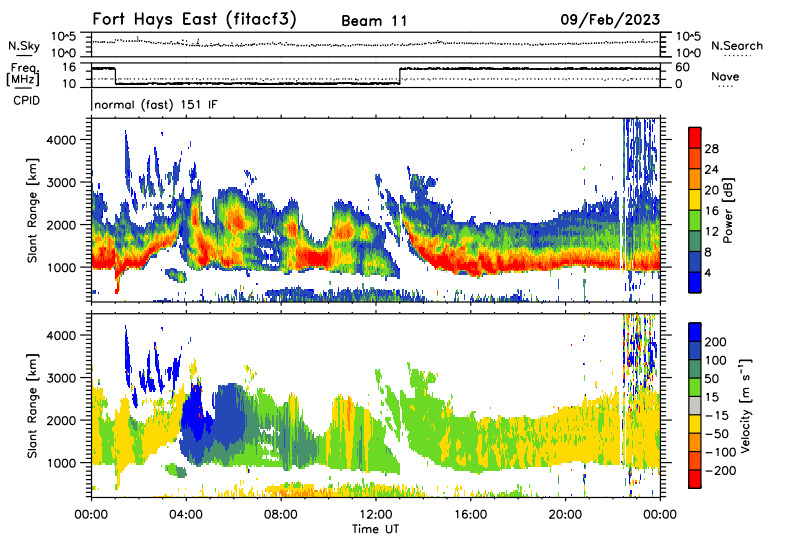 Fort Hays East (fitacf3) Beam 11 09/Feb/2023
N.Sky 10^5 10^0 10^5 10^0 N.Search
Freq. [MHz] 16 10 60 0 Nave
CPID normal (fast) 151 IF
Slant Range [km] 4000 3000 2000 1000
28 24 20 16 12 8 4 Power [dB]
Slant Range [km] 4000 3000 2000 1000
200 100 50 15 −15 −50 −100 −200 Velocity [m s⁻¹]
00:00 04:00 08:00 12:00 16:00 20:00 00:00
Time UT